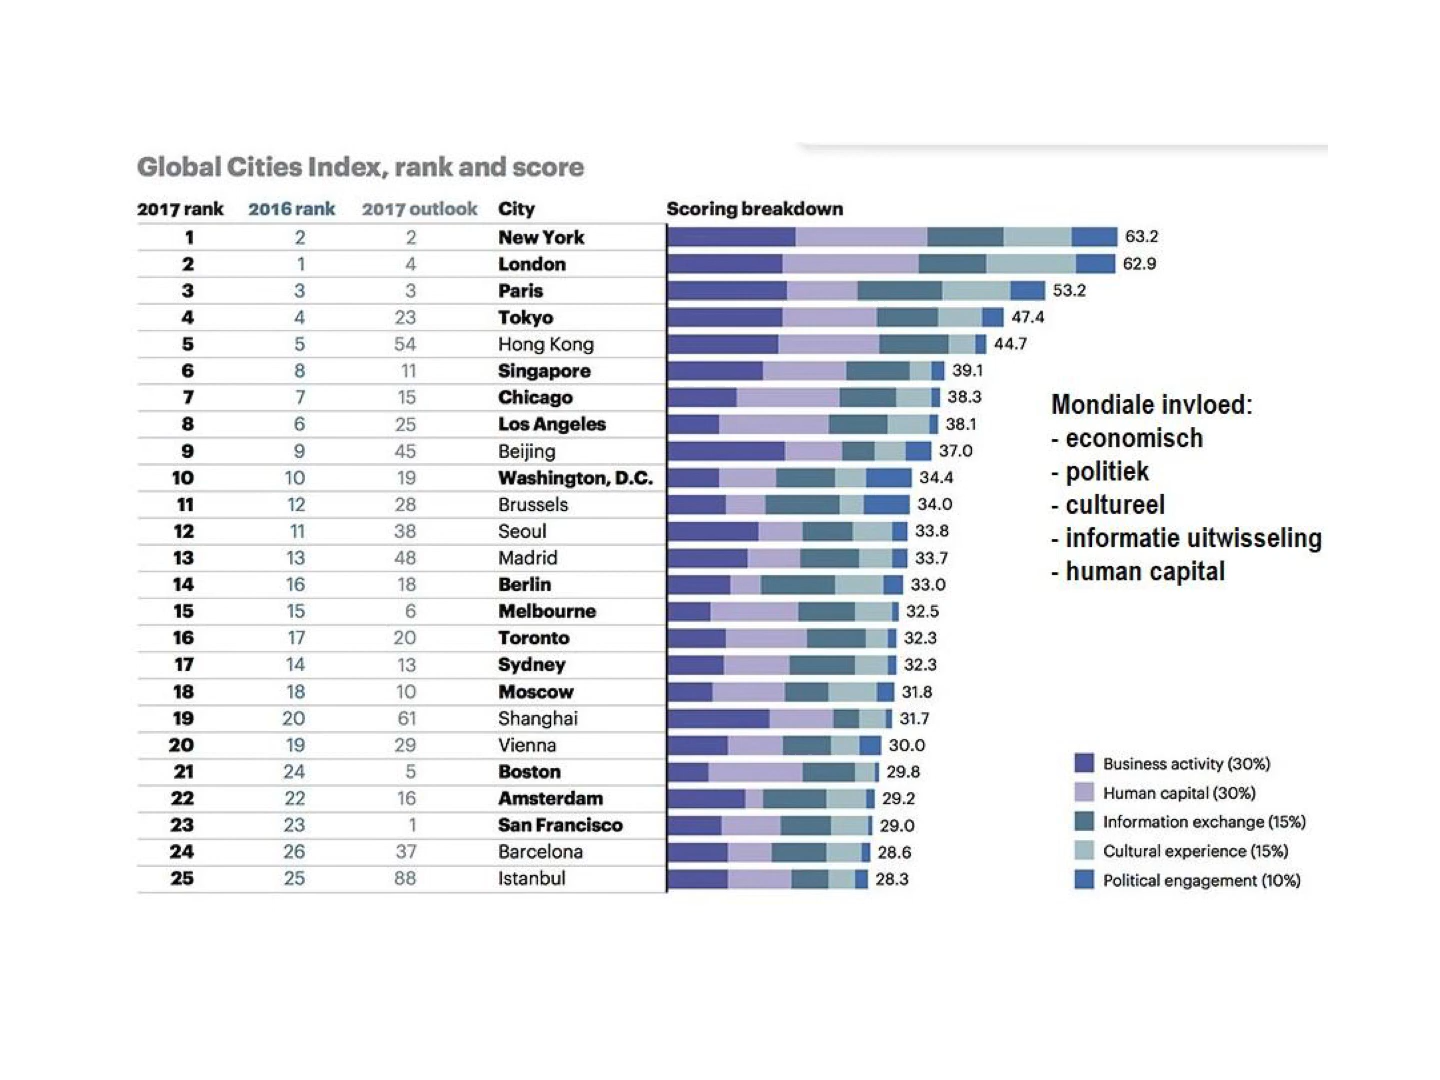 Global Cities Index, rank and score
2017 rank 2016 rank 2017 outlook City Scoring breakdown
1 2 2 New York 63.2
2 1 4 London 62.9
3 3 3 Paris 53.2
4 4 23 Tokyo 47.4
5 5 54 Hong Kong 44.7
6 8 11 Singapore 39.1
7 7 15 Chicago 38.3
8 6 25 Los Angeles 38.1
9 9 45 Beijing 37.0
10 10 19 Washington, D.C. 34.4
11 12 28 Brussels 34.0
12 11 38 Seoul 33.8
13 13 48 Madrid 33.7
14 16 18 Berlin 33.0
15 15 6 Melbourne 32.5
16 17 20 Toronto 32.3
17 14 13 Sydney 32.3
18 18 10 Moscow 31.8
19 20 61 Shanghai 31.7
20 19 29 Vienna 30.0
21 24 5 Boston 29.8
22 22 16 Amsterdam 29.2
23 23 1 San Francisco 29.0
24 26 37 Barcelona 28.6
25 25 88 Istanbul 28.3
Mondiale invloed:
- economisch
- politiek
- cultureel
- informatie uitwisseling
- human capital
Business activity (30%)
Human capital (30%)
Information exchange (15%)
Cultural experience (15%)
Political engagement (10%)